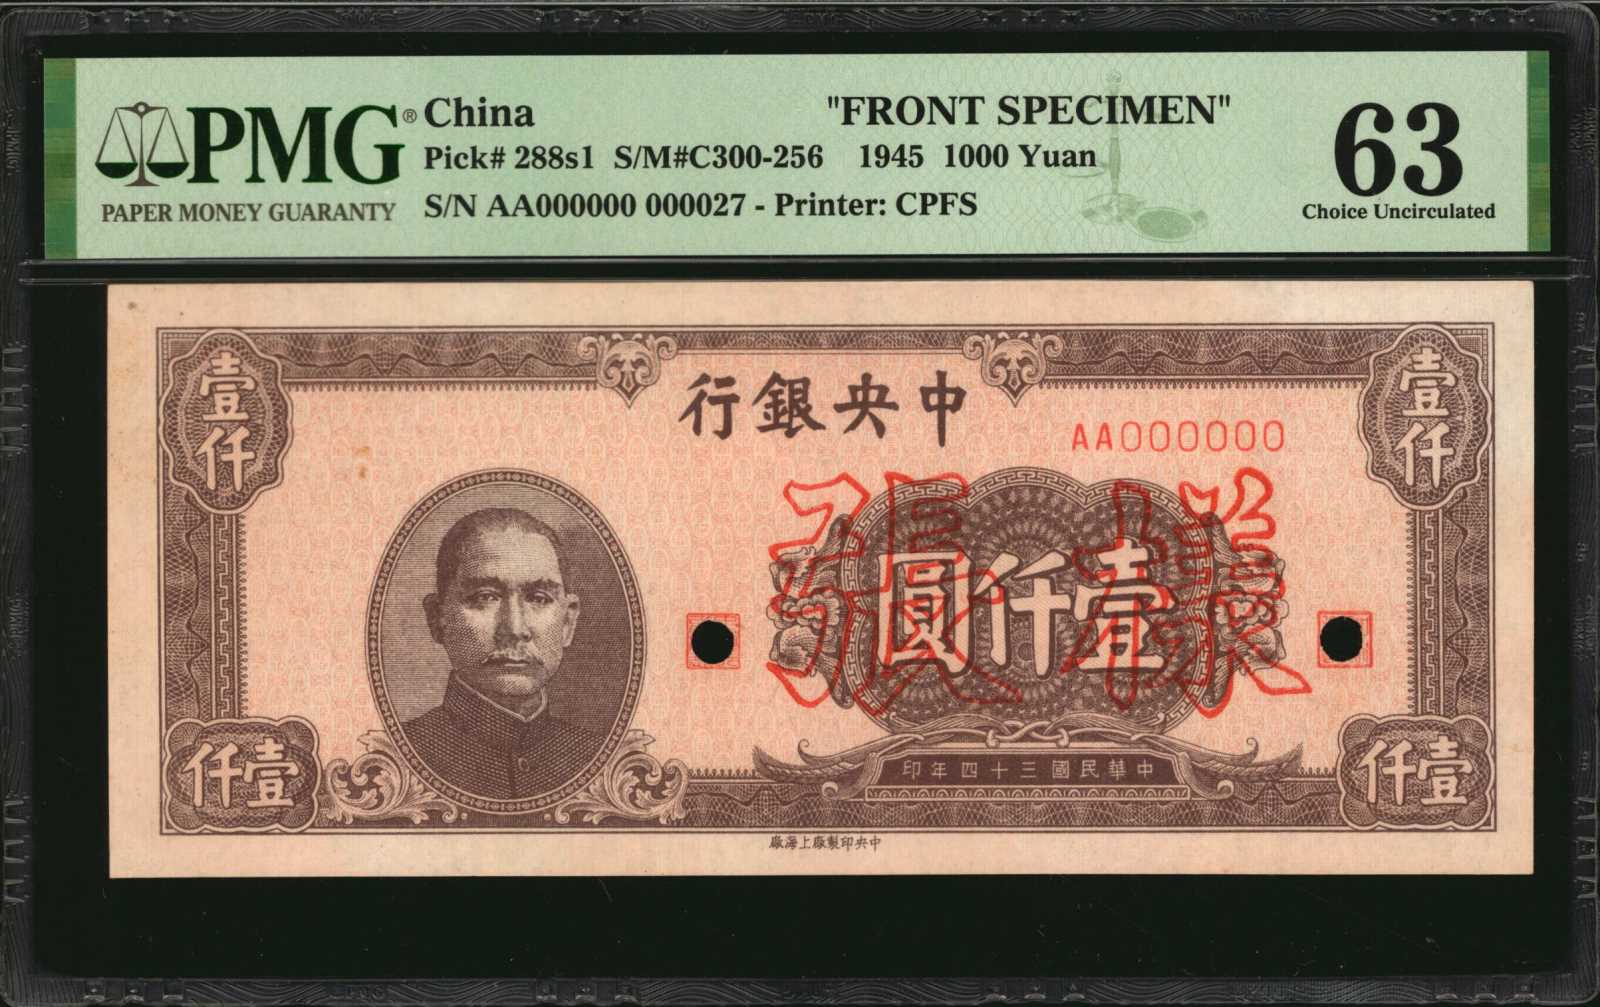 PMG®
PAPER MONEY GUARANTY
China
"FRONT SPECIMEN"
Pick# 288s1 S/M#C300-256 1945 1000 Yuan
S/N AA000000 000027 - Printer: CPFS
63
Choice Uncirculated
壹仟
行銀央中
壹仟
AA000000
張樣
圓仟壹
印年四十三國民華中
仟壹
仟壹
廠海上廠製印央中